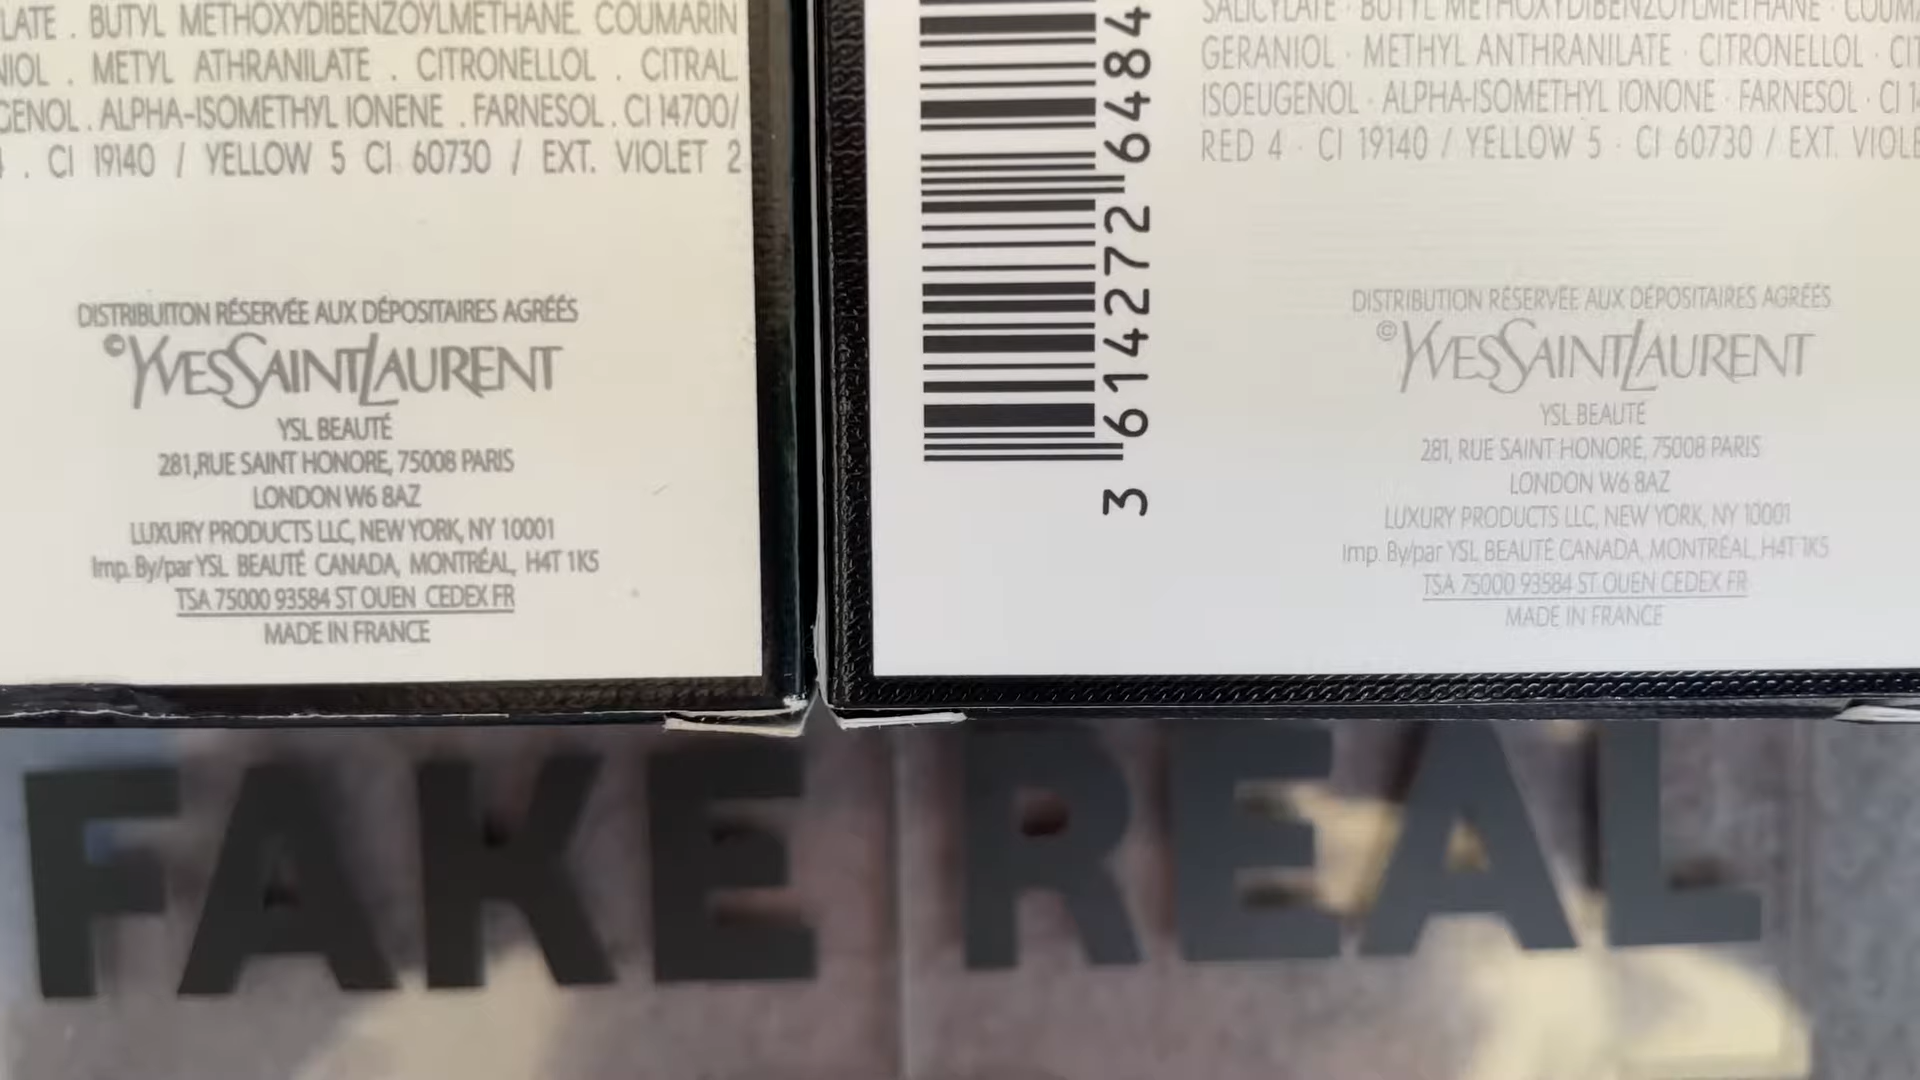 LATE . BUTYL METHOXYDIBENZOYLMETHANE. COUMARIN
NIOL . METYL ATHRANILATE . CITRONELLOL . CITRAL
GENOL . ALPHA-ISOMETHYL IONENE . FARNESOL . CI 14700/
. CI 19140 / YELLOW 5 CI 60730 / EXT. VIOLET 2
DISTRIBUITON RÉSERVÉE AUX DÉPOSITAIRES AGRÉÉS
©YVESSAINTLAURENT
YSL BEAUTÉ
281,RUE SAINT HONORE, 75008 PARIS
LONDON W6 8AZ
LUXURY PRODUCTS LLC, NEW YORK, NY 10001
Imp. By/par YSL BEAUTÉ CANADA, MONTRÉAL, H4T 1K5
TSA 75000 93584 ST OUEN CEDEX FR
MADE IN FRANCE
3 614272 6484
SALICYLATE · BUTYL METHOXYDIBENZOYLMETHANE · COUMA
GERANIOL · METHYL ANTHRANILATE · CITRONELLOL · CIT
ISOEUGENOL · ALPHA-ISOMETHYL IONONE · FARNESOL · CI 1
RED 4 · CI 19140 / YELLOW 5 · CI 60730 / EXT. VIOLE
DISTRIBUTION RÉSERVÉE AUX DÉPOSITAIRES AGRÉÉS
©YVESSAINTLAURENT
YSL BEAUTÉ
281, RUE SAINT HONORÉ, 75008 PARIS
LONDON W6 8AZ
LUXURY PRODUCTS LLC, NEW YORK, NY 10001
Imp. By/par YSL BEAUTÉ CANADA, MONTRÉAL, H4T 1K5
TSA 75000 93584 ST OUEN CEDEX FR
MADE IN FRANCE
FAKE REAL